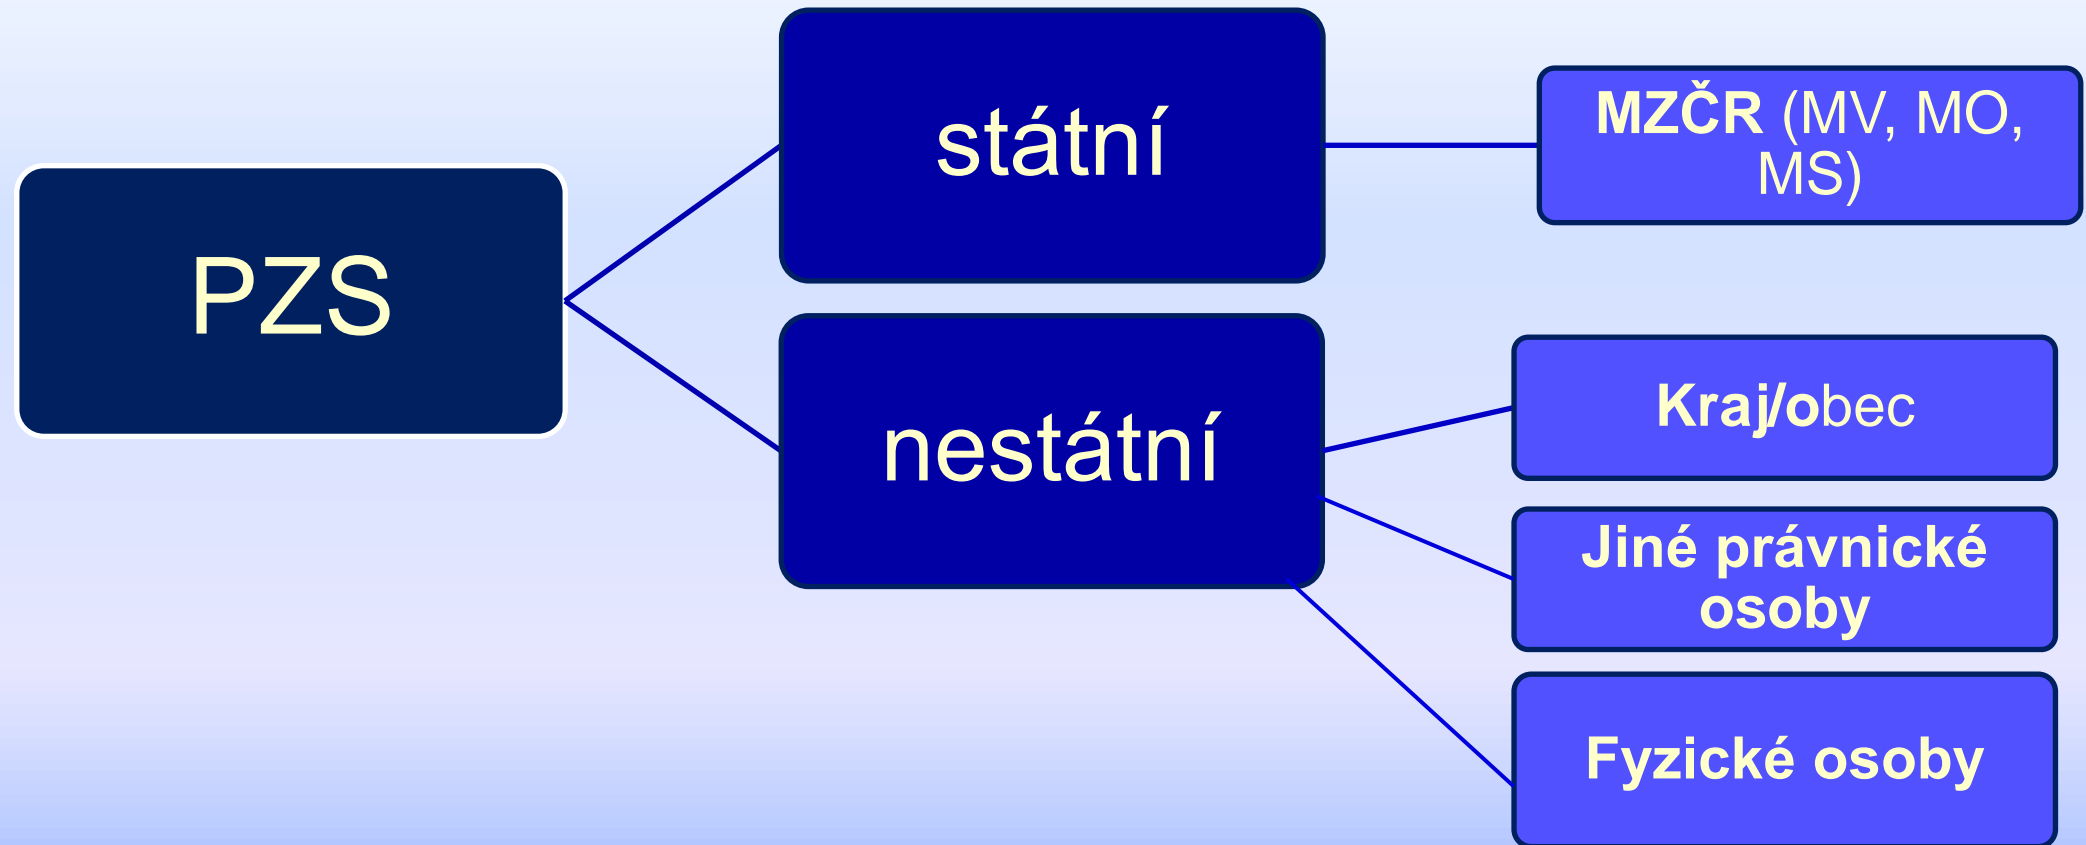 PZS
státní
nestátní
MZČR (MV, MO,
MS)
Kraj/obec
Jiné právnické
osoby
Fyzické osoby